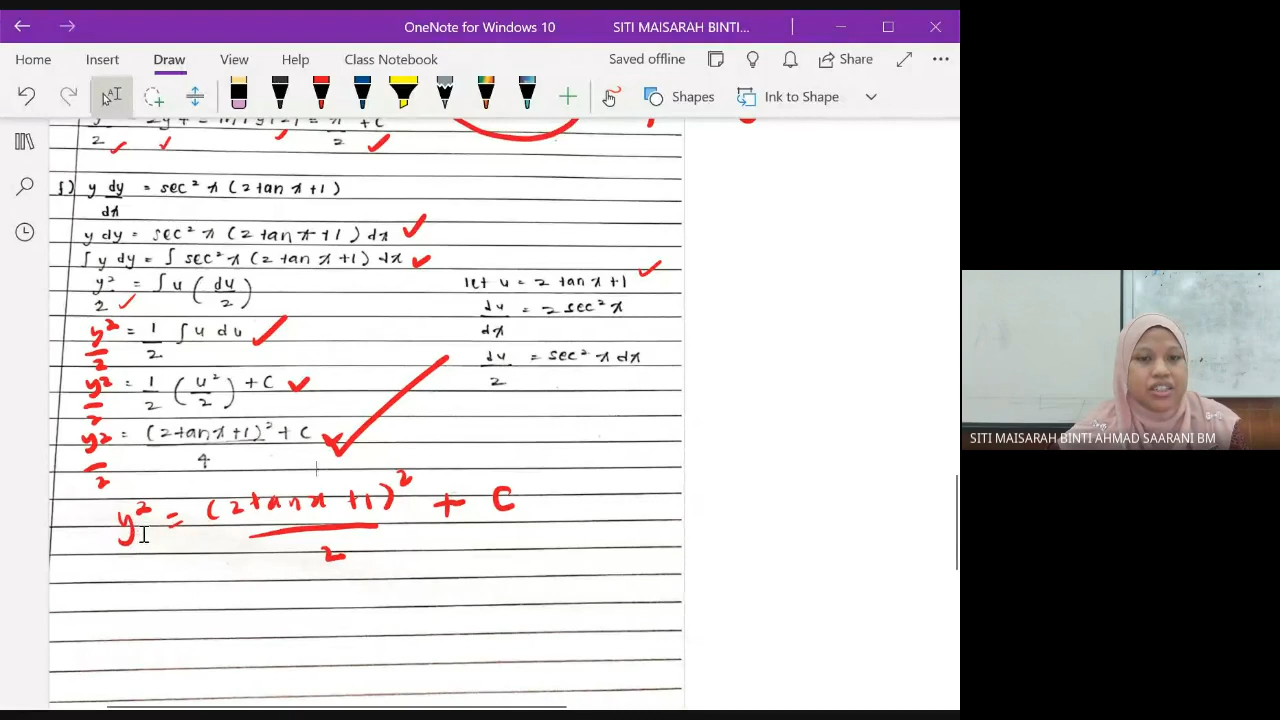 OneNote for Windows 10
SITI MAISARAH BINTI...
Home Insert Draw View Help Class Notebook
Saved offline
Share
Shapes
Ink to Shape
2 2
f) y dy/dx = sec² x (2 tan x + 1)
y dy = sec² x (2 tan x + 1) dx
∫ y dy = ∫ sec² x (2 tan x + 1) dx
y²/2 = ∫ u (du/2)
let u = 2 tan x + 1
du/dx = 2 sec² x
du/2 = sec² x dx
y²/2 = 1/2 ∫ u du
y²/2 = 1/2 (u²/2) + C
y²/2 = (2 tan x + 1)²/4 + C
y² = (2 tan x + 1)²/2 + C
SITI MAISARAH BINTI AHMAD SAARANI BM